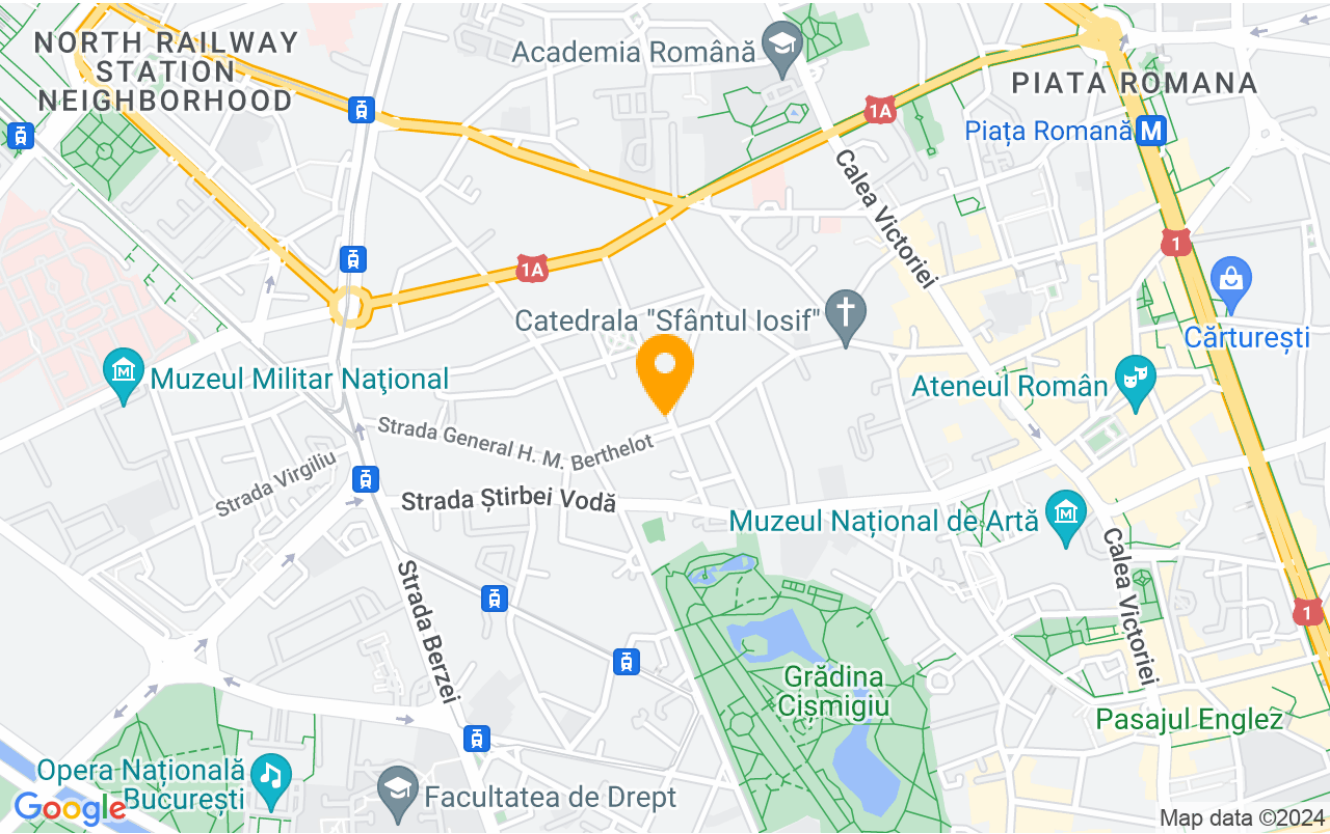 NORTH RAILWAY
STATION
NEIGHBORHOOD
Academia Română
PIATA ROMANA
1A
Piața Romană M
Calea Victoriei
1
1A
Catedrala "Sfântul Iosif"
Cărturești
Muzeul Militar Naţional
Ateneul Român
Strada General H. M. Berthelot
Strada Virgiliu
Strada Știrbei Vodă
Muzeul Național de Artă
Calea Victoriei
Strada Berzei
1
Grădina
Cișmigiu
Pasajul Englez
Opera Națională
București
Facultatea de Drept
Google
Map data ©2024